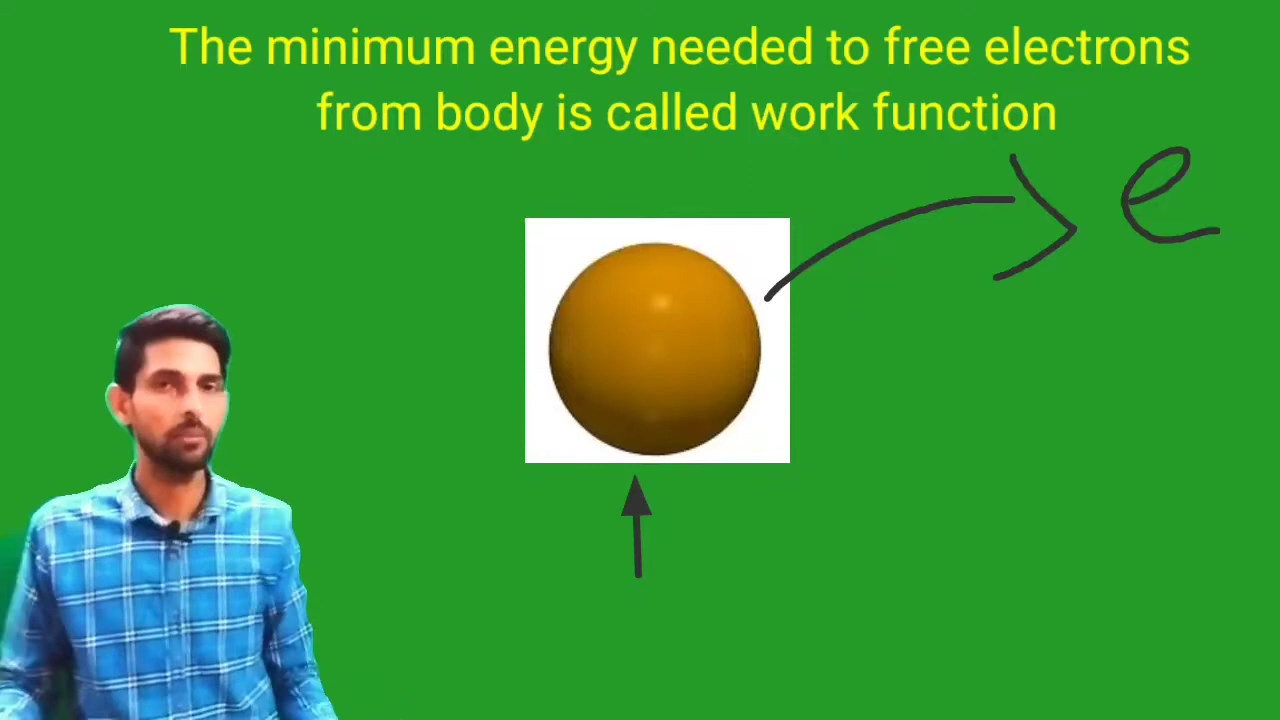 The minimum energy needed to free electrons
from body is called work function
e